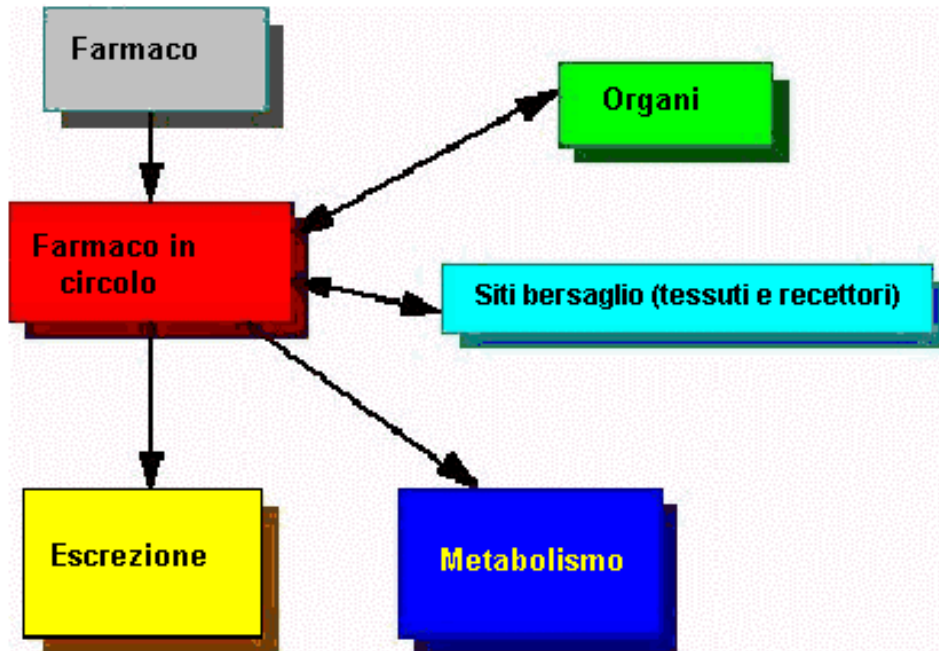 Farmaco
Organi
Farmaco in
circolo
Siti bersaglio (tessuti e recettori)
Escrezione
Metabolismo